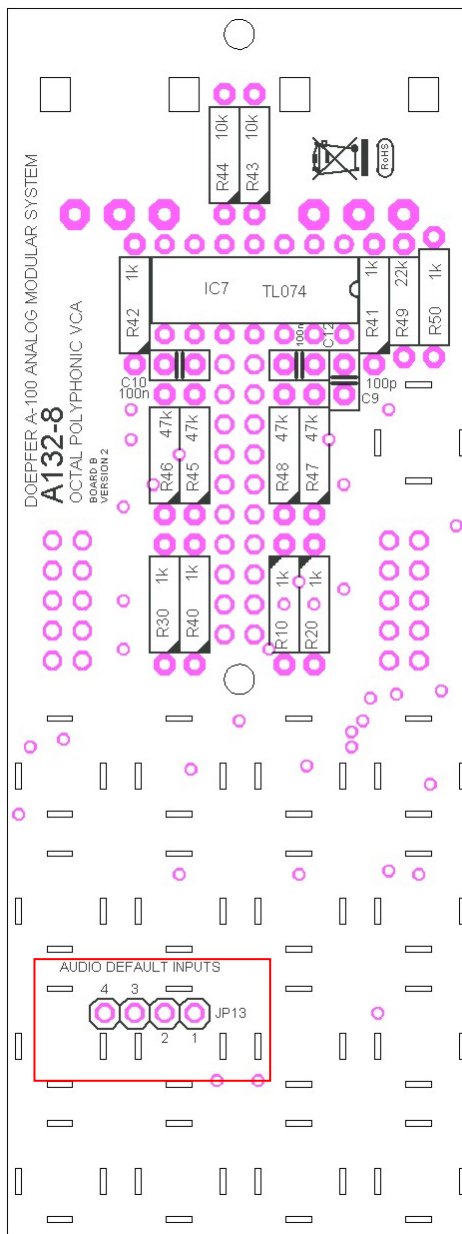 10k
10k
R44
R43
RoHS
DOEPFER A-100 ANALOG MODULAR SYSTEM
A132-8
OCTAL POLYPHONIC VCA
BOARD B
VERSION 2
1k
R42
IC7
TL074
1k
R41
22k
R49
1k
R50
C10
100n
100n
C12
100p
C9
47k
R46
47k
R45
47k
R48
47k
R47
1k
R30
1k
R40
1k
R10
1k
R20
AUDIO DEFAULT INPUTS
4
3
JP13
2
1